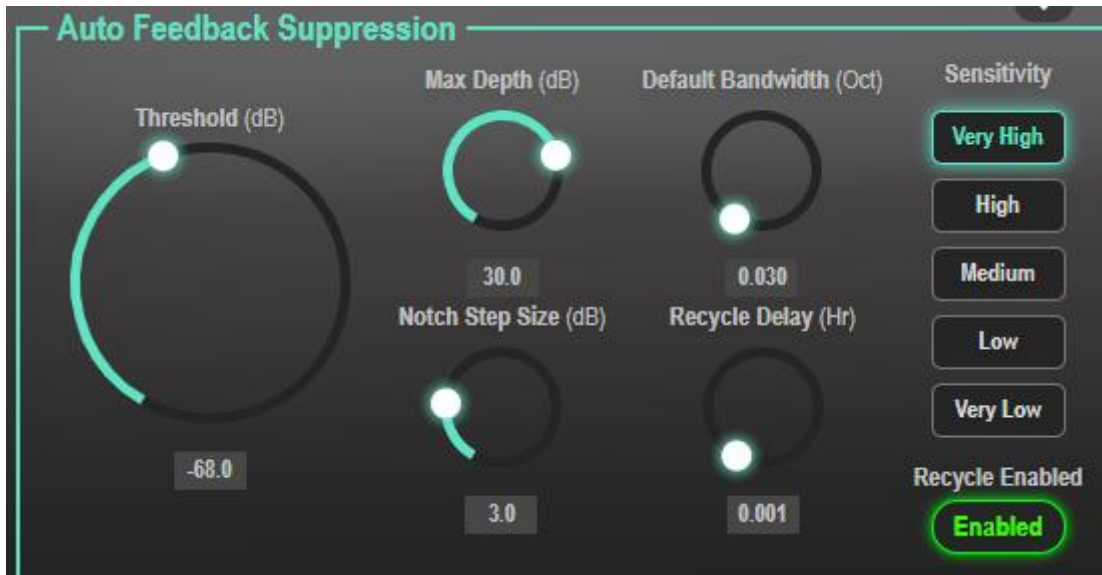 Auto Feedback Suppression
Threshold (dB)
-68.0
Max Depth (dB)
30.0
Default Bandwidth (Oct)
0.030
Notch Step Size (dB)
3.0
Recycle Delay (Hr)
0.001
Sensitivity
Very High
High
Medium
Low
Very Low
Recycle Enabled
Enabled